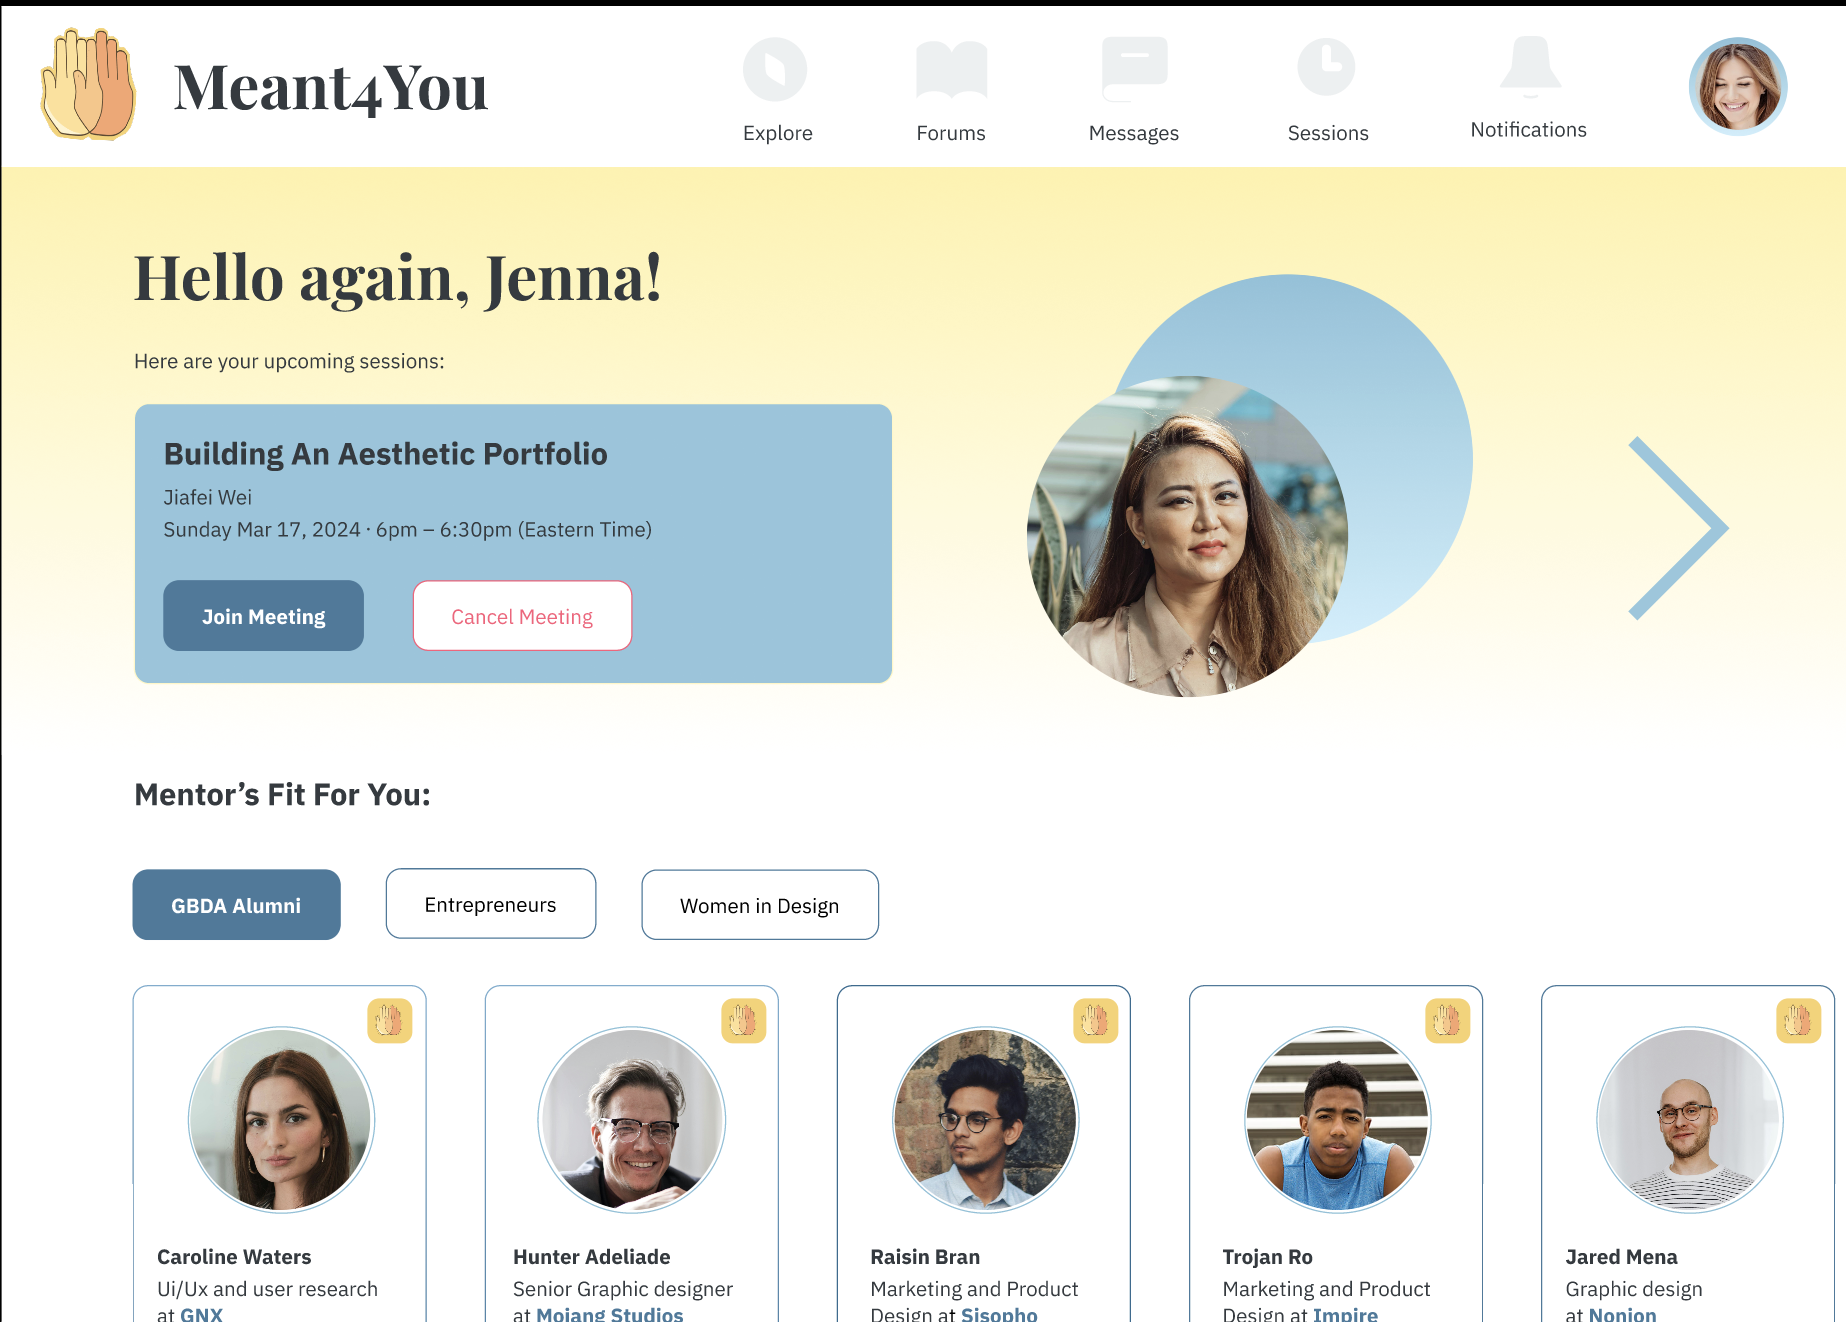 Meant4You
Explore
Forums
Messages
Sessions
Notifications
Hello again, Jenna!
Here are your upcoming sessions:
Building An Aesthetic Portfolio
Jiafei Wei
Sunday Mar 17, 2024 · 6pm – 6:30pm (Eastern Time)
Join Meeting
Cancel Meeting
Mentor’s Fit For You:
GBDA Alumni
Entrepreneurs
Women in Design
Caroline Waters
Ui/Ux and user research
at GNX
Hunter Adeliade
Senior Graphic designer
at Mojang Studios
Raisin Bran
Marketing and Product
Design at Sisopho
Trojan Ro
Marketing and Product
Design at Impire
Jared Mena
Graphic design
at Nonion